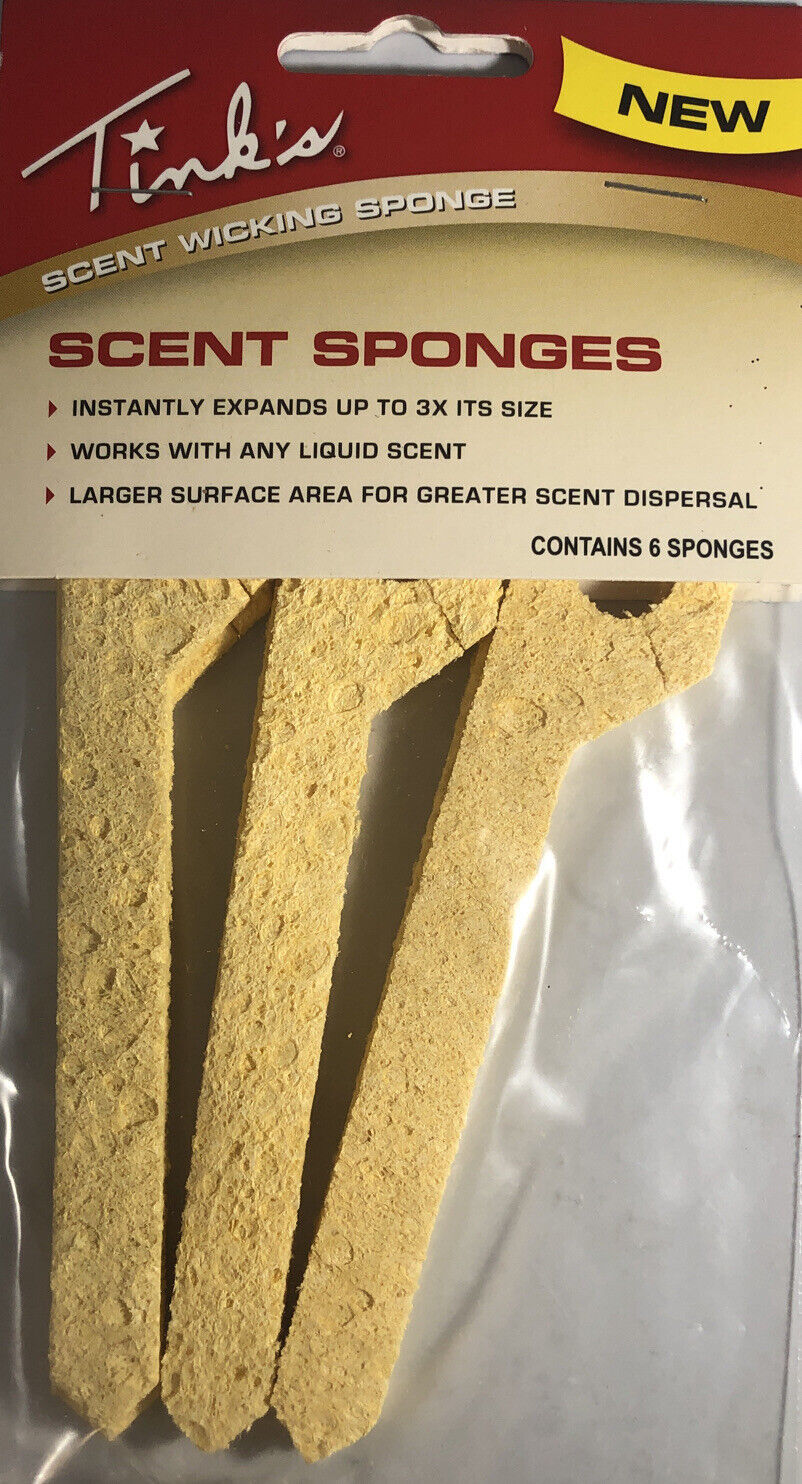 NEW
Tink's®
SCENT WICKING SPONGE
SCENT SPONGES
INSTANTLY EXPANDS UP TO 3X ITS SIZE
WORKS WITH ANY LIQUID SCENT
LARGER SURFACE AREA FOR GREATER SCENT DISPERSAL
CONTAINS 6 SPONGES